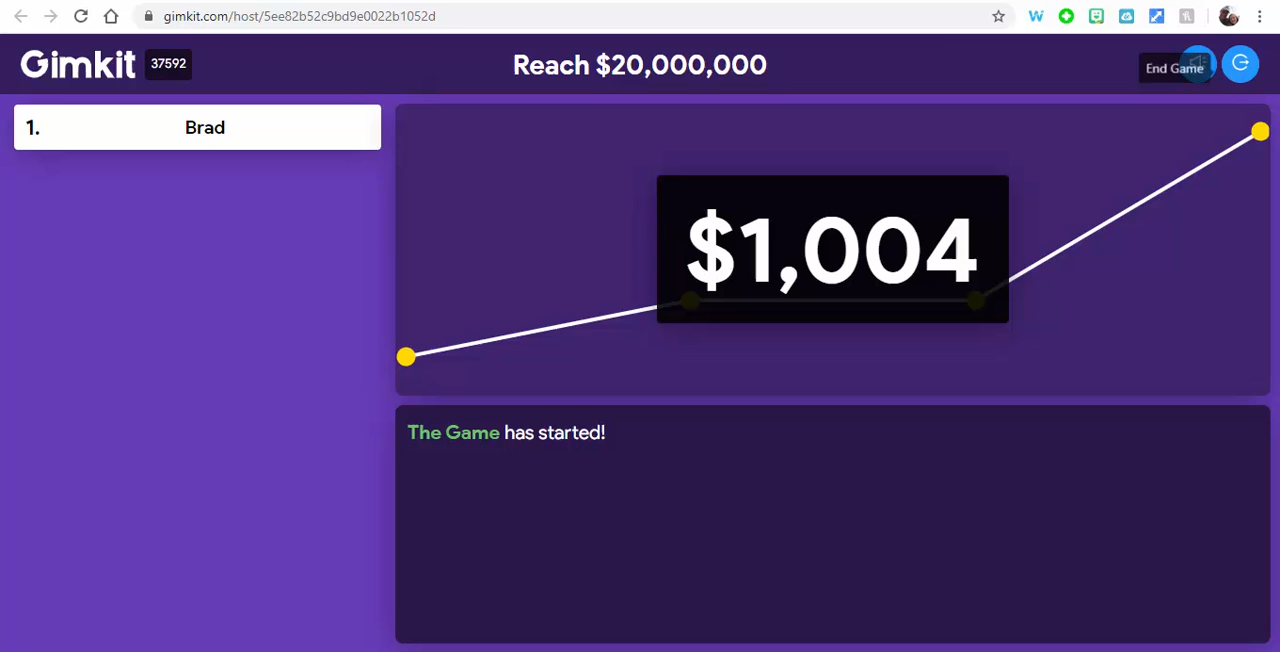 gimkit.com/host/5ee82b52c9bd9e0022b1052d
Gimkit 37592
Reach $20,000,000
End Game
1. Brad
$1,004
The Game has started!